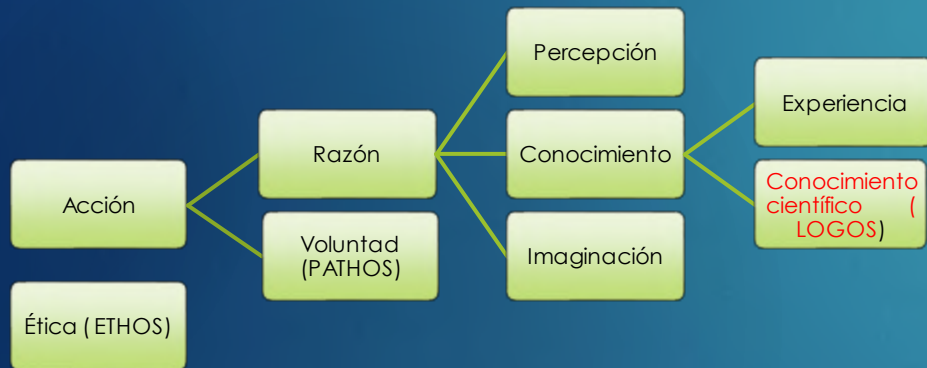 Percepción
Experiencia
Razón
Conocimiento
Acción
Conocimiento
científico (
LOGOS)
Voluntad
(PATHOS)
Imaginación
Ética ( ETHOS)